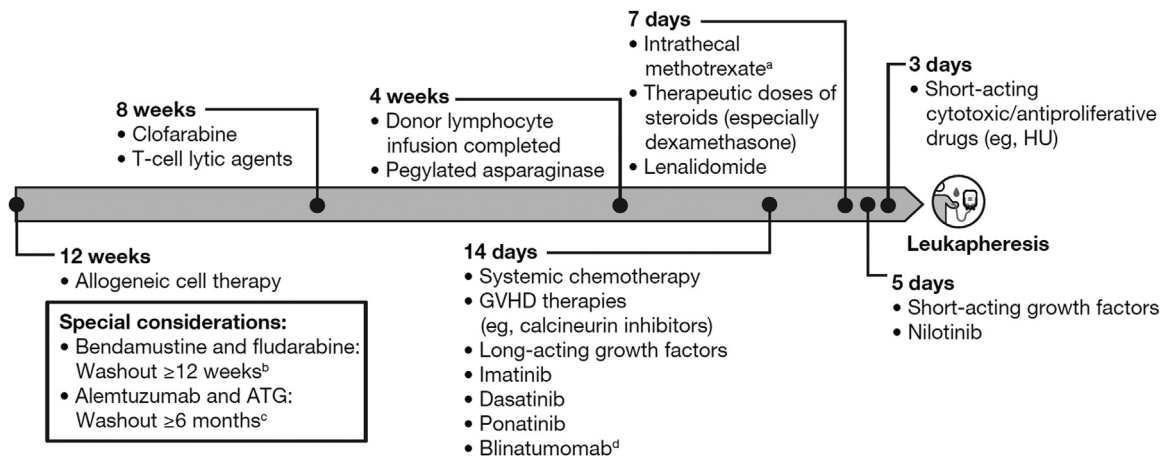 12 weeks
• Allogeneic cell therapy
Special considerations:
• Bendamustine and fludarabine:
Washout ≥12 weeksᵇ
• Alemtuzumab and ATG:
Washout ≥6 monthsᶜ
8 weeks
• Clofarabine
• T-cell lytic agents
4 weeks
• Donor lymphocyte
infusion completed
• Pegylated asparaginase
14 days
• Systemic chemotherapy
• GVHD therapies
(eg, calcineurin inhibitors)
• Long-acting growth factors
• Imatinib
• Dasatinib
• Ponatinib
• Blinatumomabᵈ
7 days
• Intrathecal
methotrexateᵃ
• Therapeutic doses of
steroids (especially
dexamethasone)
• Lenalidomide
5 days
• Short-acting growth factors
• Nilotinib
3 days
• Short-acting
cytotoxic/antiproliferative
drugs (eg, HU)
Leukapheresis